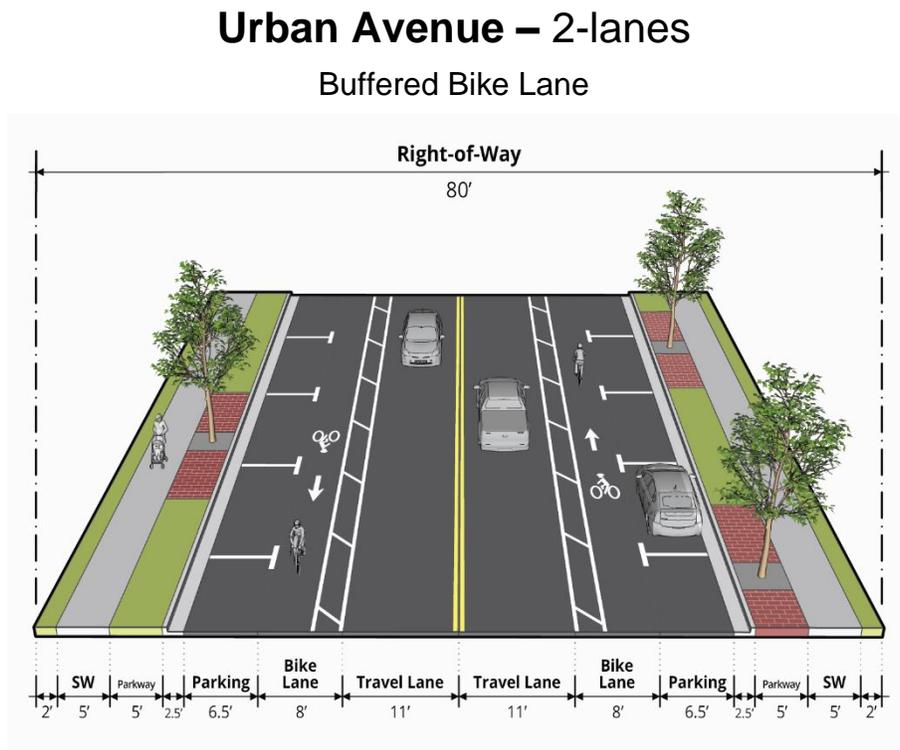 Urban Avenue – 2-lanes
Buffered Bike Lane
Right-of-Way
80’
SW Parkway Parking Bike Lane Travel Lane Travel Lane Bike Lane Parking Parkway SW
2’ 5’ 5’ 2.5’ 6.5’ 8’ 11’ 11’ 8’ 6.5’ 2.5’ 5’ 5’ 2’